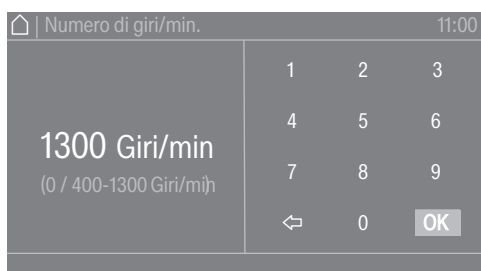 | Numero di giri/min. 11:00
1 2 3
4 5 6
1300 Giri/min
(0 / 400-1300 Giri/min)
7 8 9
0 OK